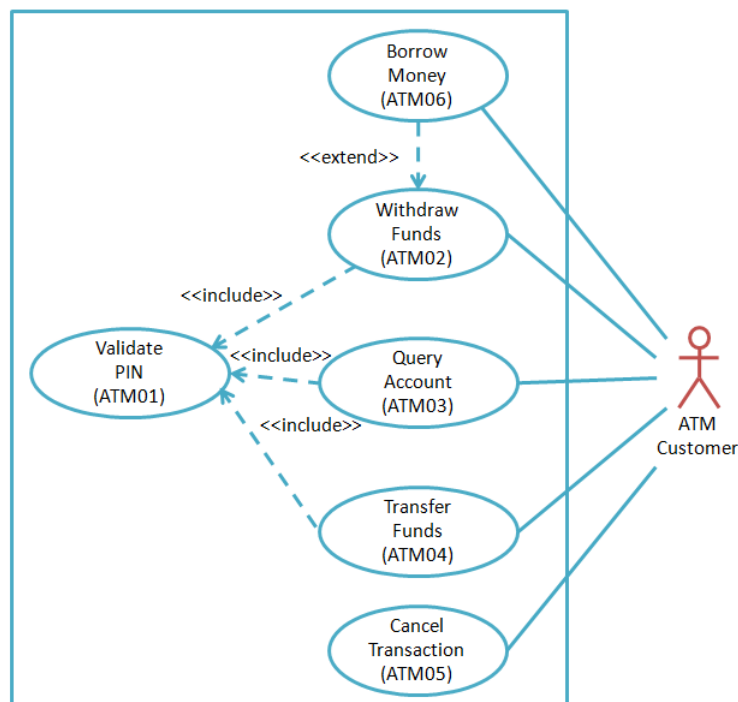 Borrow
Money
(ATM06)
<<extend>>
Withdraw
Funds
(ATM02)
<<include>>
Validate
PIN
(ATM01)
<<include>>
Query
Account
(ATM03)
<<include>>
ATM
Customer
Transfer
Funds
(ATM04)
Cancel
Transaction
(ATM05)